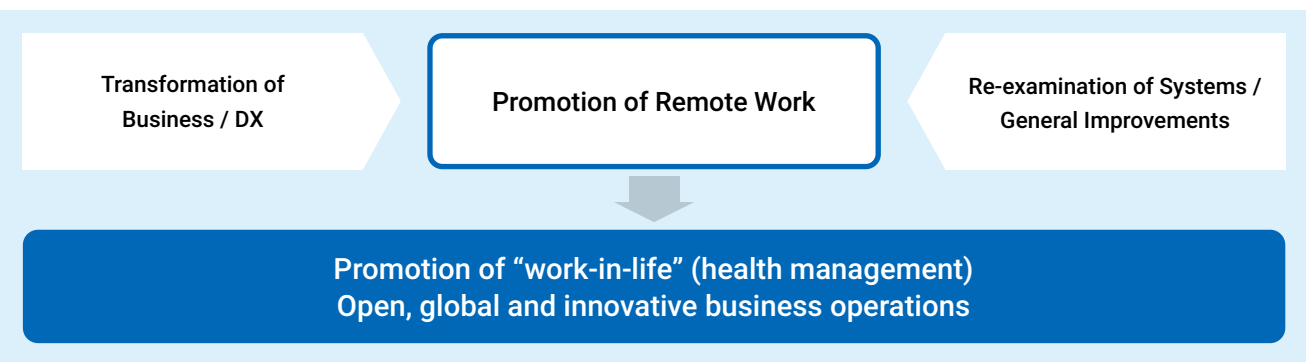 Transformation of
Business / DX
Promotion of Remote Work
Re-examination of Systems /
General Improvements
Promotion of “work-in-life” (health management)
Open, global and innovative business operations